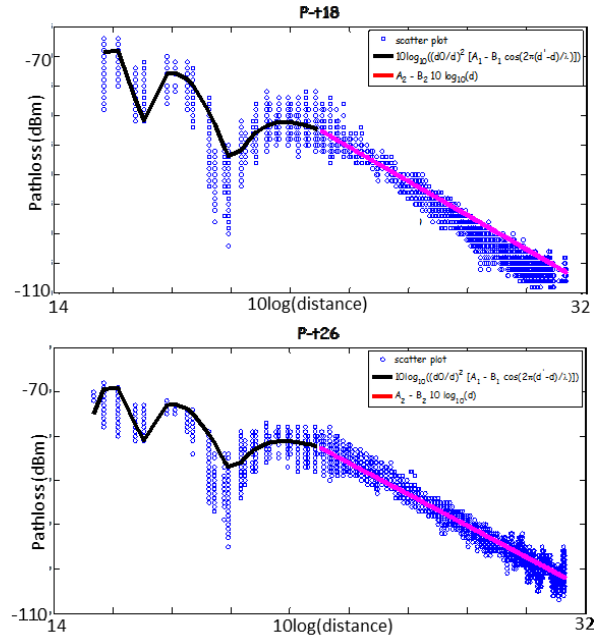 P-t18
-70
Pathloss (dBm)
scatter plot
10log₁₀((d0/d)² [A₁ - B₁ cos(2π(d'-d)/λ)])
A₂ - B₂ 10 log₁₀(d)
-110
14
10log(distance)
32
P-t26
-70
Pathloss (dBm)
scatter plot
10log₁₀((d0/d)² [A₁ - B₁ cos(2π(d'-d)/λ)])
A₂ - B₂ 10 log₁₀(d)
-110
14
10log(distance)
32